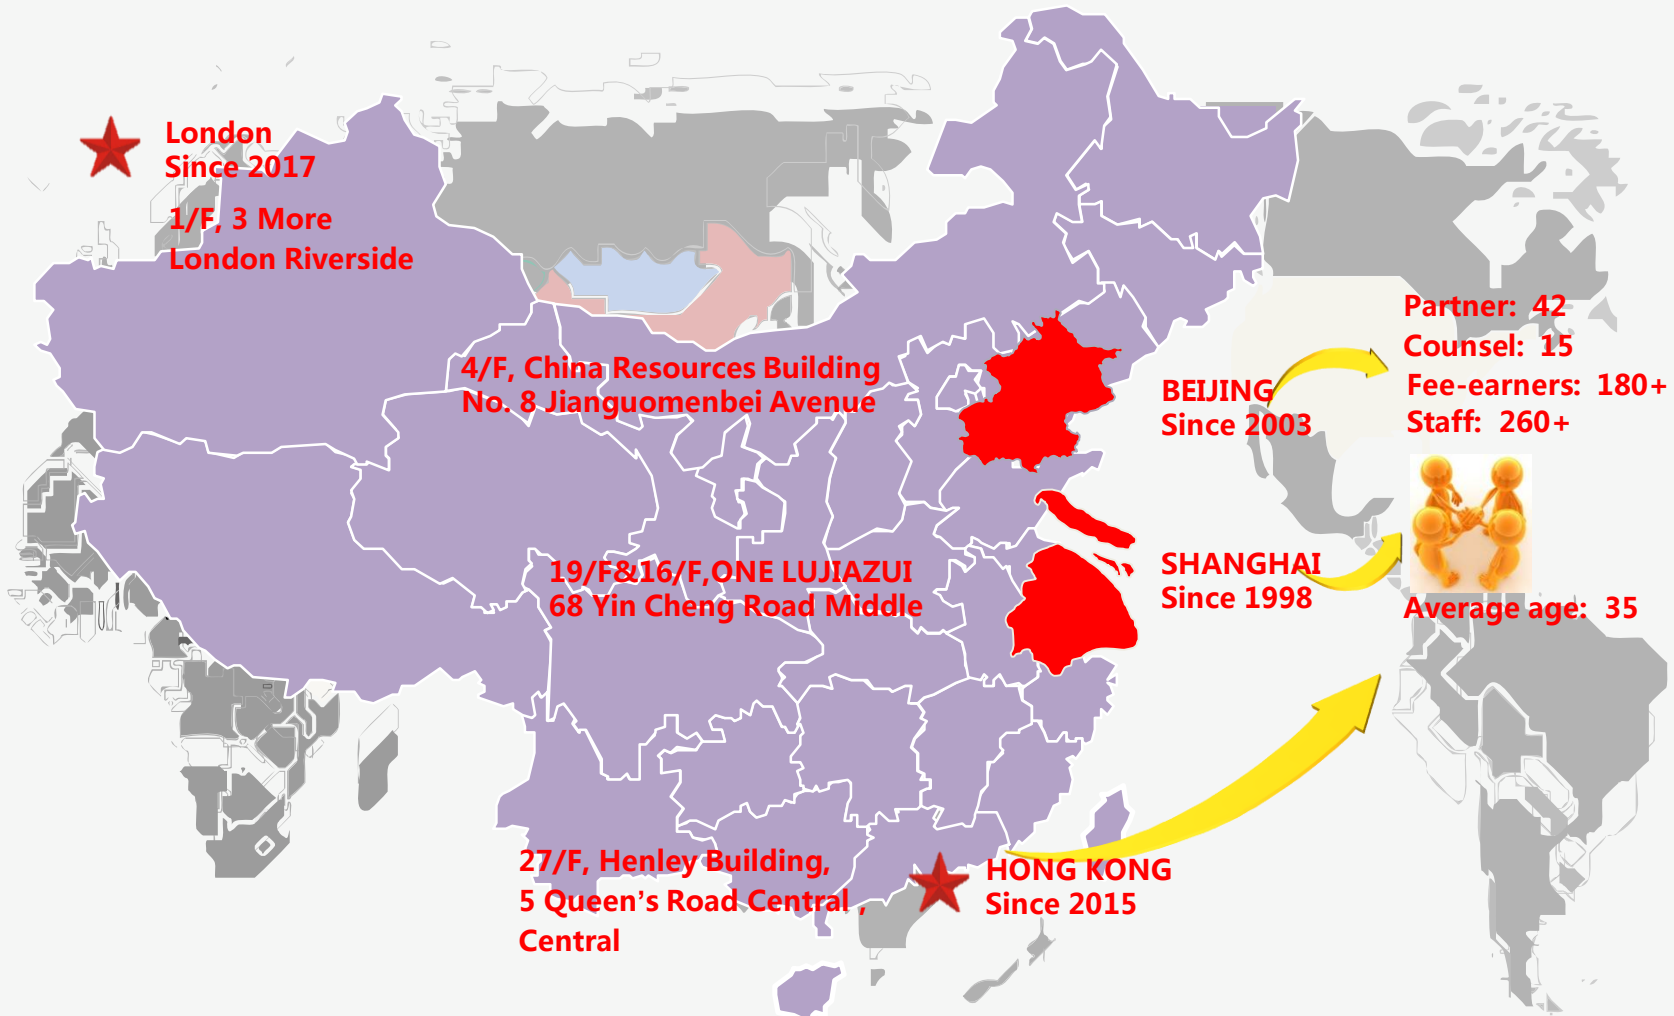 London
Since 2017
1/F, 3 More
London Riverside
4/F, China Resources Building
No. 8 Jianguomenbei Avenue
BEIJING
Since 2003
Partner: 42
Counsel: 15
Fee-earners: 180+
Staff: 260+
19/F&16/F,ONE LUJIAZUI
68 Yin Cheng Road Middle
SHANGHAI
Since 1998
Average age: 35
27/F, Henley Building,
5 Queen’s Road Central ,
Central
HONG KONG
Since 2015